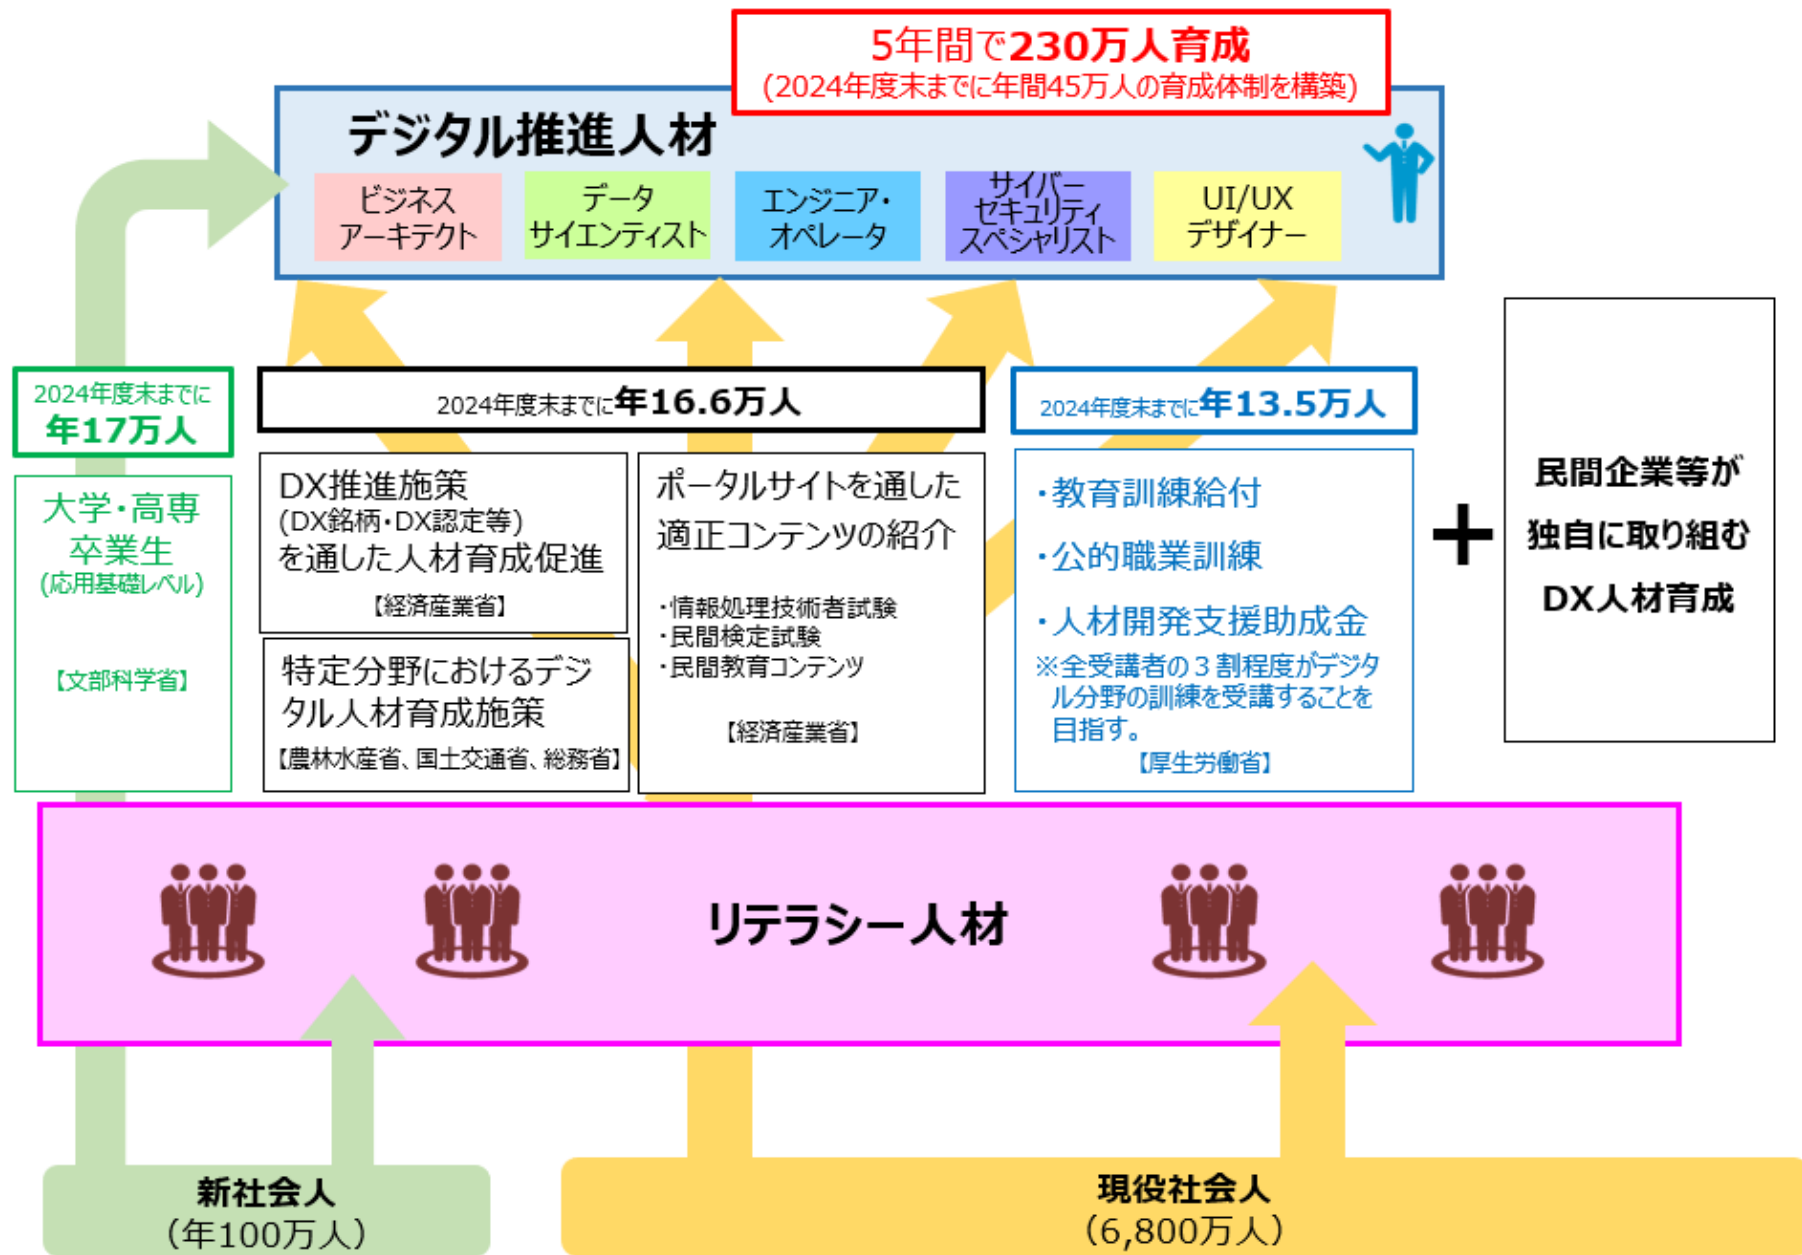 5年間で230万人育成
(2024年度末までに年間45万人の育成体制を構築)
デジタル推進人材
ビジネス
アーキテクト
データ
サイエンティスト
エンジニア・
オペレータ
サイバー
セキュリティ
スペシャリスト
UI/UX
デザイナー
2024年度末までに
年17万人
大学・高専
卒業生
(応用基礎レベル)
【文部科学省】
2024年度末までに年16.6万人
DX推進施策
(DX銘柄・DX認定等)
を通した人材育成促進
【経済産業省】
特定分野におけるデジ
タル人材育成施策
【農林水産省、国土交通省、総務省】
ポータルサイトを通した
適正コンテンツの紹介
・情報処理技術者試験
・民間検定試験
・民間教育コンテンツ
【経済産業省】
2024年度末までに年13.5万人
・教育訓練給付
・公的職業訓練
・人材開発支援助成金
※全受講者の3割程度がデジタ
ル分野の訓練を受講することを
目指す。
【厚生労働省】
+
民間企業等が
独自に取り組む
DX人材育成
リテラシー人材
新社会人
（年100万人）
現役社会人
（6,800万人）